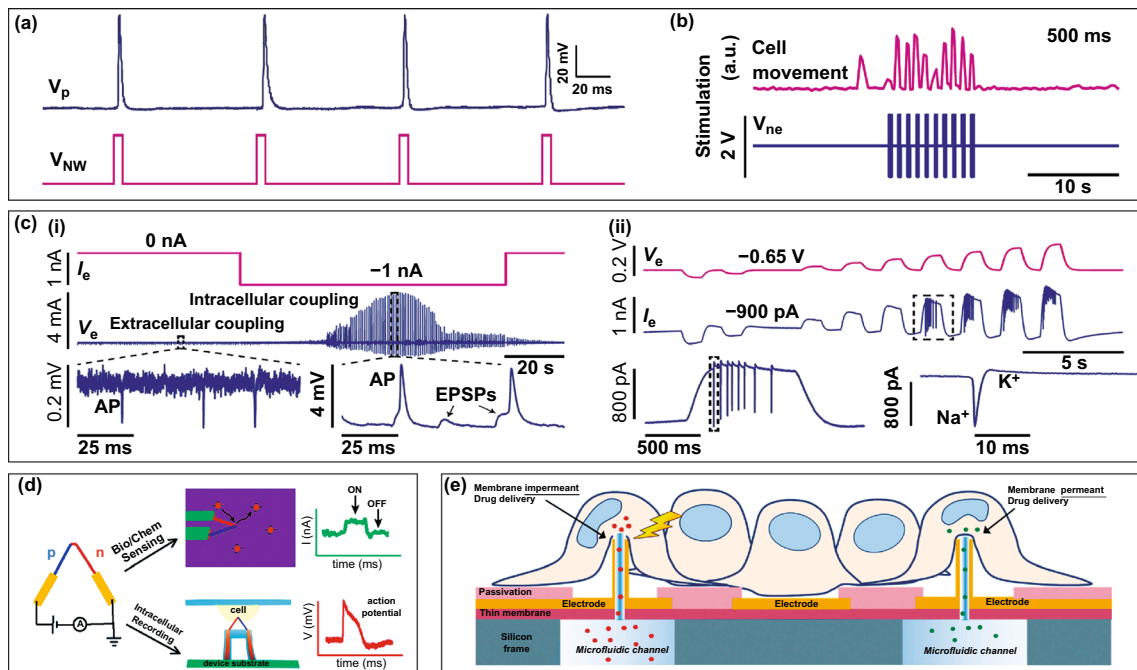 (a)
Vp
20 mV
20 ms
VNW
(b)
Stimulation
(a.u.)
2 V
Cell
movement
500 ms
Vne
10 s
(c) (i)
0 nA
1 nA
Ie
−1 nA
Intracellular coupling
4 mA
Ve
Extracellular coupling
20 s
0.2 mV
AP
25 ms
4 mV
AP
EPSPs
25 ms
(ii)
0.2 V
Ve
−0.65 V
1 nA
Ie
−900 pA
5 s
800 pA
500 ms
800 pA
K+
Na+
10 ms
(d)
p
n
A
Bio/Chem
Sensing
ON
OFF
I (nA)
time (ms)
Intracellular
Recording
cell
device substrate
V (mV)
action
potential
time (ms)
(e)
Membrane impermeant
Drug delivery
Membrane permeant
Drug delivery
Passivation
Electrode
Electrode
Electrode
Thin membrane
Silicon
frame
Microfluidic channel
Microfluidic channel